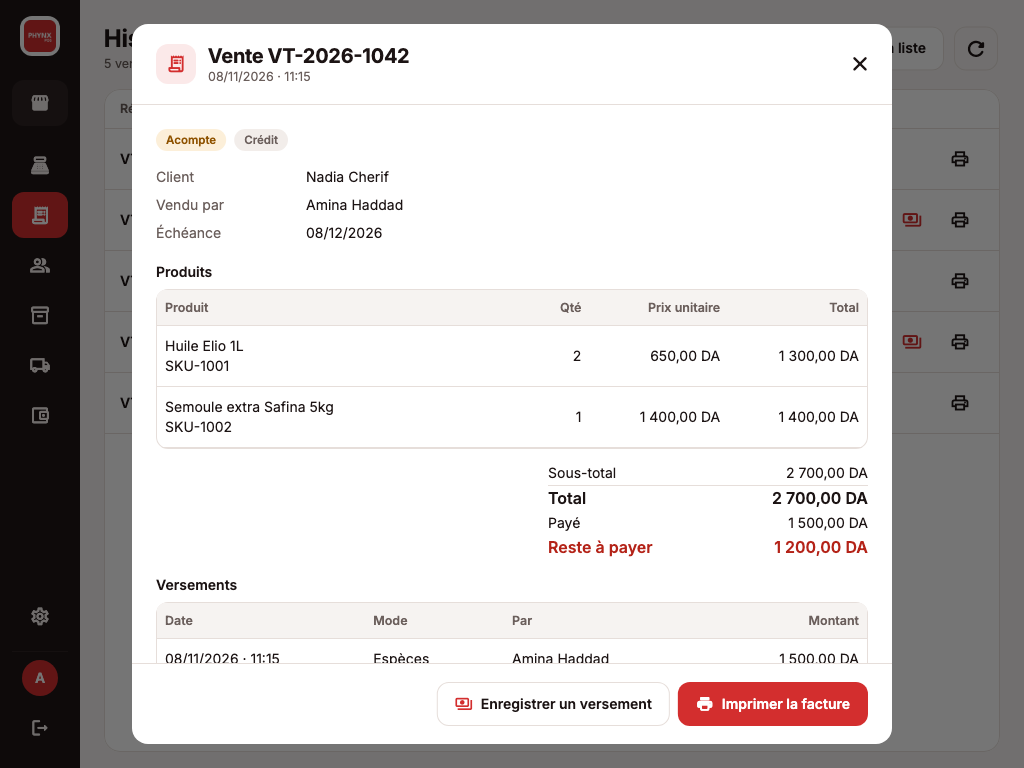 PHYNX
His
5 ver
liste
Vente VT-2026-1042
08/11/2026 · 11:15
Acompte
Crédit
Client
Nadia Cherif
Vendu par
Amina Haddad
Échéance
08/12/2026
Produits
Produit Qté Prix unitaire Total
Huile Elio 1L
SKU-1001
2 650,00 DA 1 300,00 DA
Semoule extra Safina 5kg
SKU-1002
1 1 400,00 DA 1 400,00 DA
Sous-total 2 700,00 DA
Total 2 700,00 DA
Payé 1 500,00 DA
Reste à payer 1 200,00 DA
Versements
Date Mode Par Montant
08/11/2026 · 11:15 Espèces Amina Haddad 1 500,00 DA
A
Enregistrer un versement
Imprimer la facture